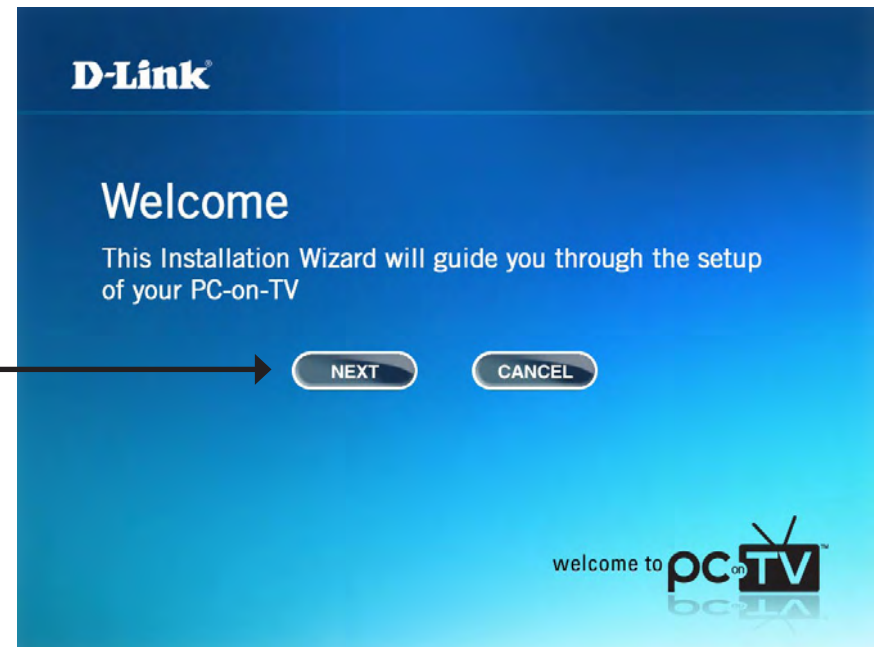 D-Link®
Welcome
This Installation Wizard will guide you through the setup
of your PC-on-TV
NEXT
CANCEL
welcome to pc on TV™